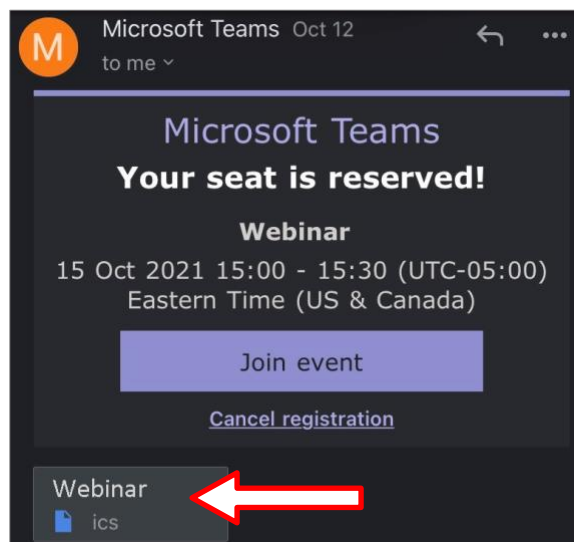 M
Microsoft Teams Oct 12
to me
Microsoft Teams
Your seat is reserved!
Webinar
15 Oct 2021 15:00 - 15:30 (UTC-05:00)
Eastern Time (US & Canada)
Join event
Cancel registration
Webinar
ics